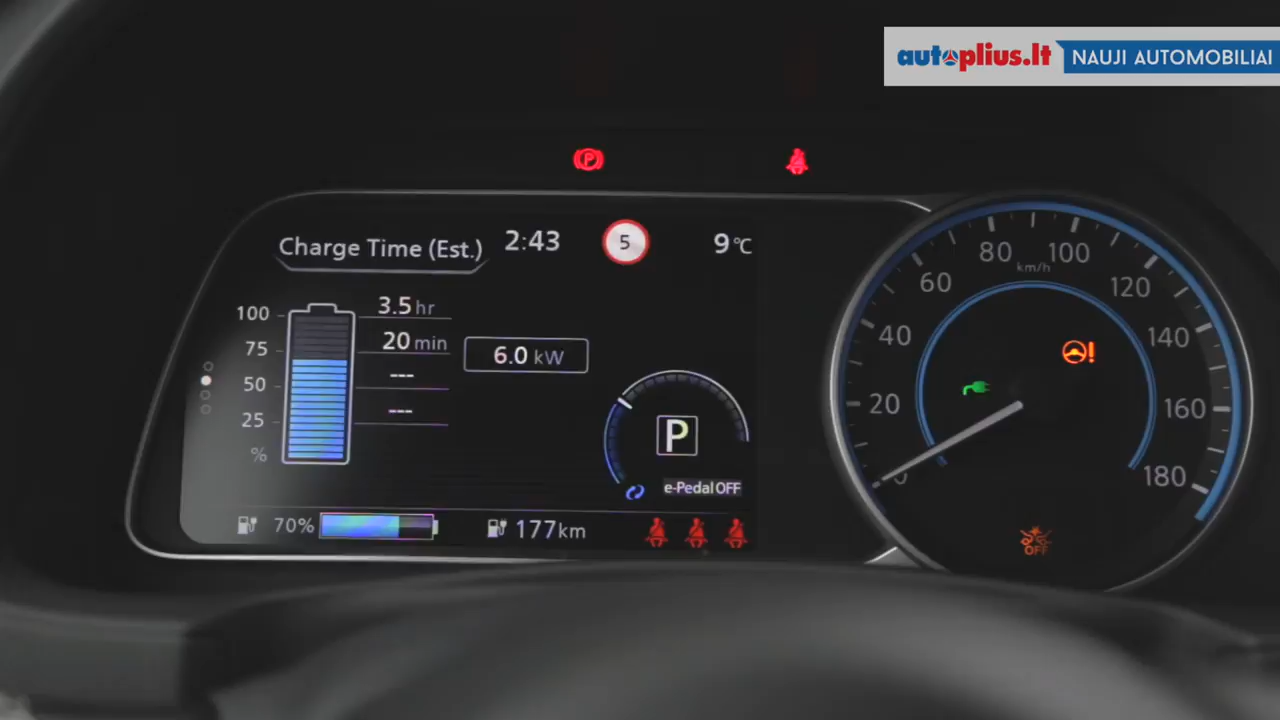 autoplius.lt NAUJI AUTOMOBILIAI
P
Charge Time (Est.) 2:43 5 9°C
100 3.5 hr
75 20 min
6.0 kW
50 ---
25 ---
%
P
e-Pedal OFF
70% 177km
0 20 40 60 80 100 120 140 160 180
km/h
!
OFF